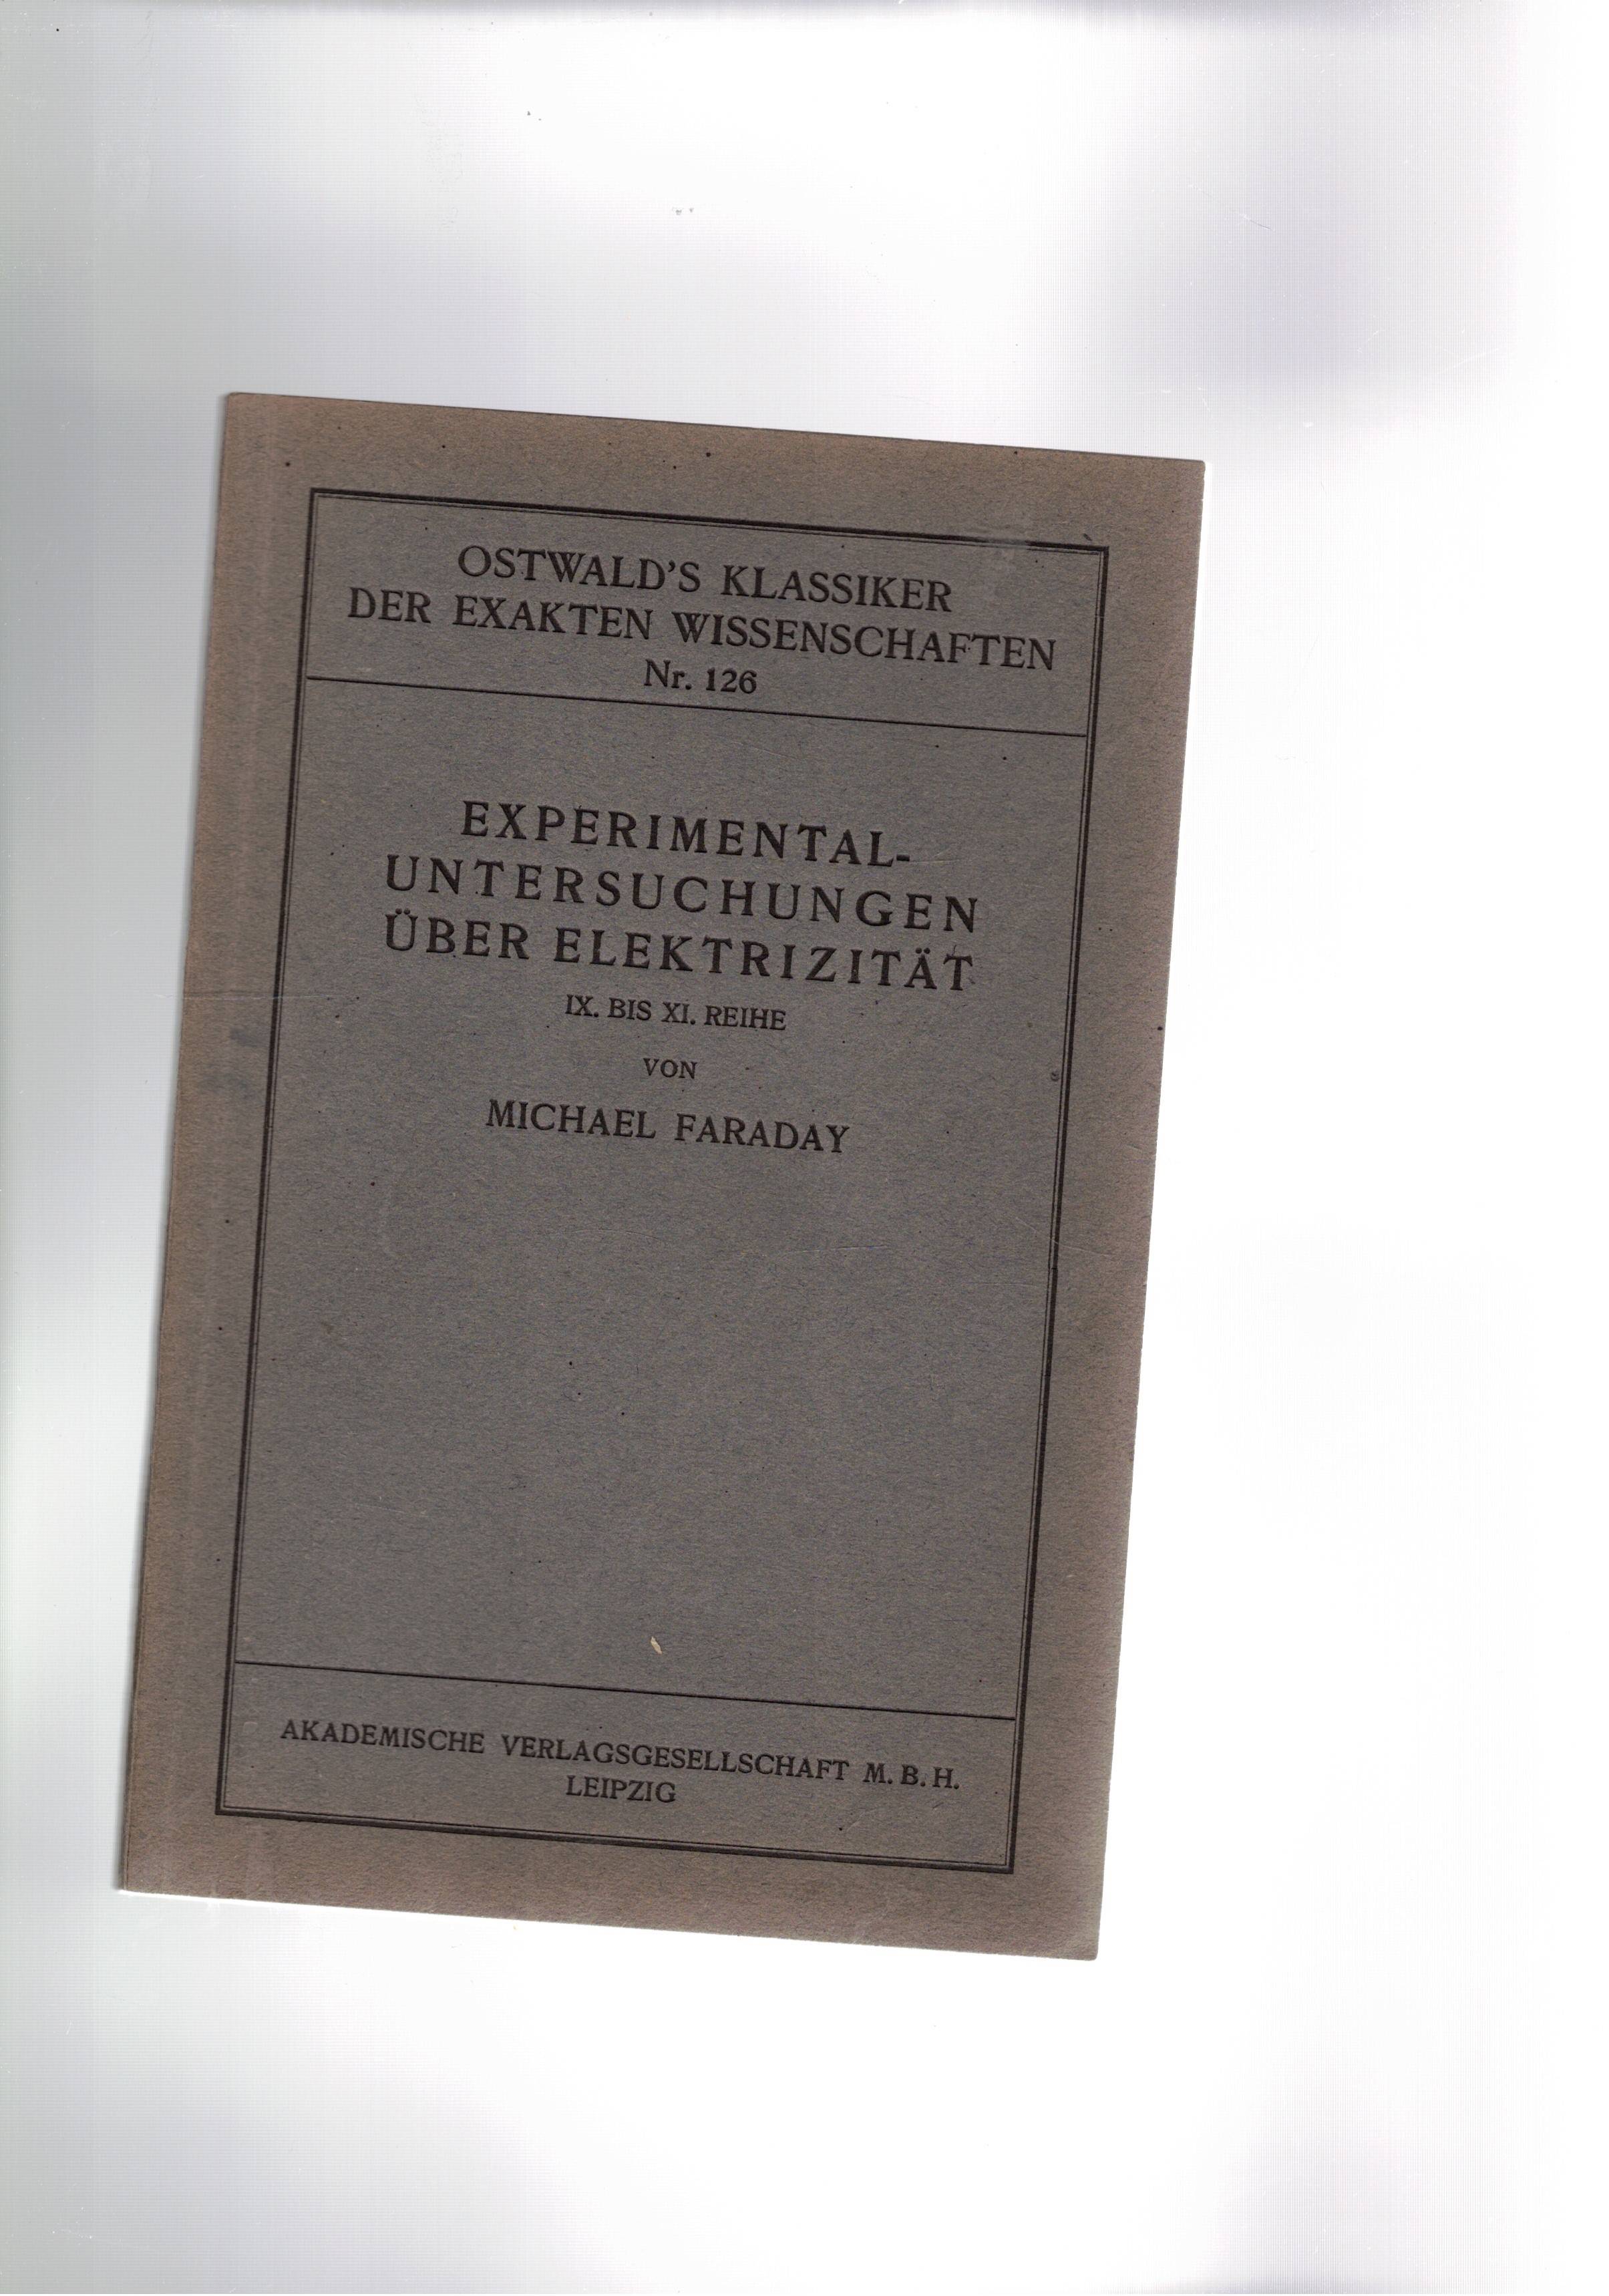 OSTWALD'S KLASSIKER
DER EXAKTEN WISSENSCHAFTEN
Nr. 126
EXPERIMENTAL-
UNTERSUCHUNGEN
ÜBER ELEKTRIZITÄT
IX. BIS XI. REIHE
VON
MICHAEL FARADAY
AKADEMISCHE VERLAGSGESELLSCHAFT M. B. H.
LEIPZIG